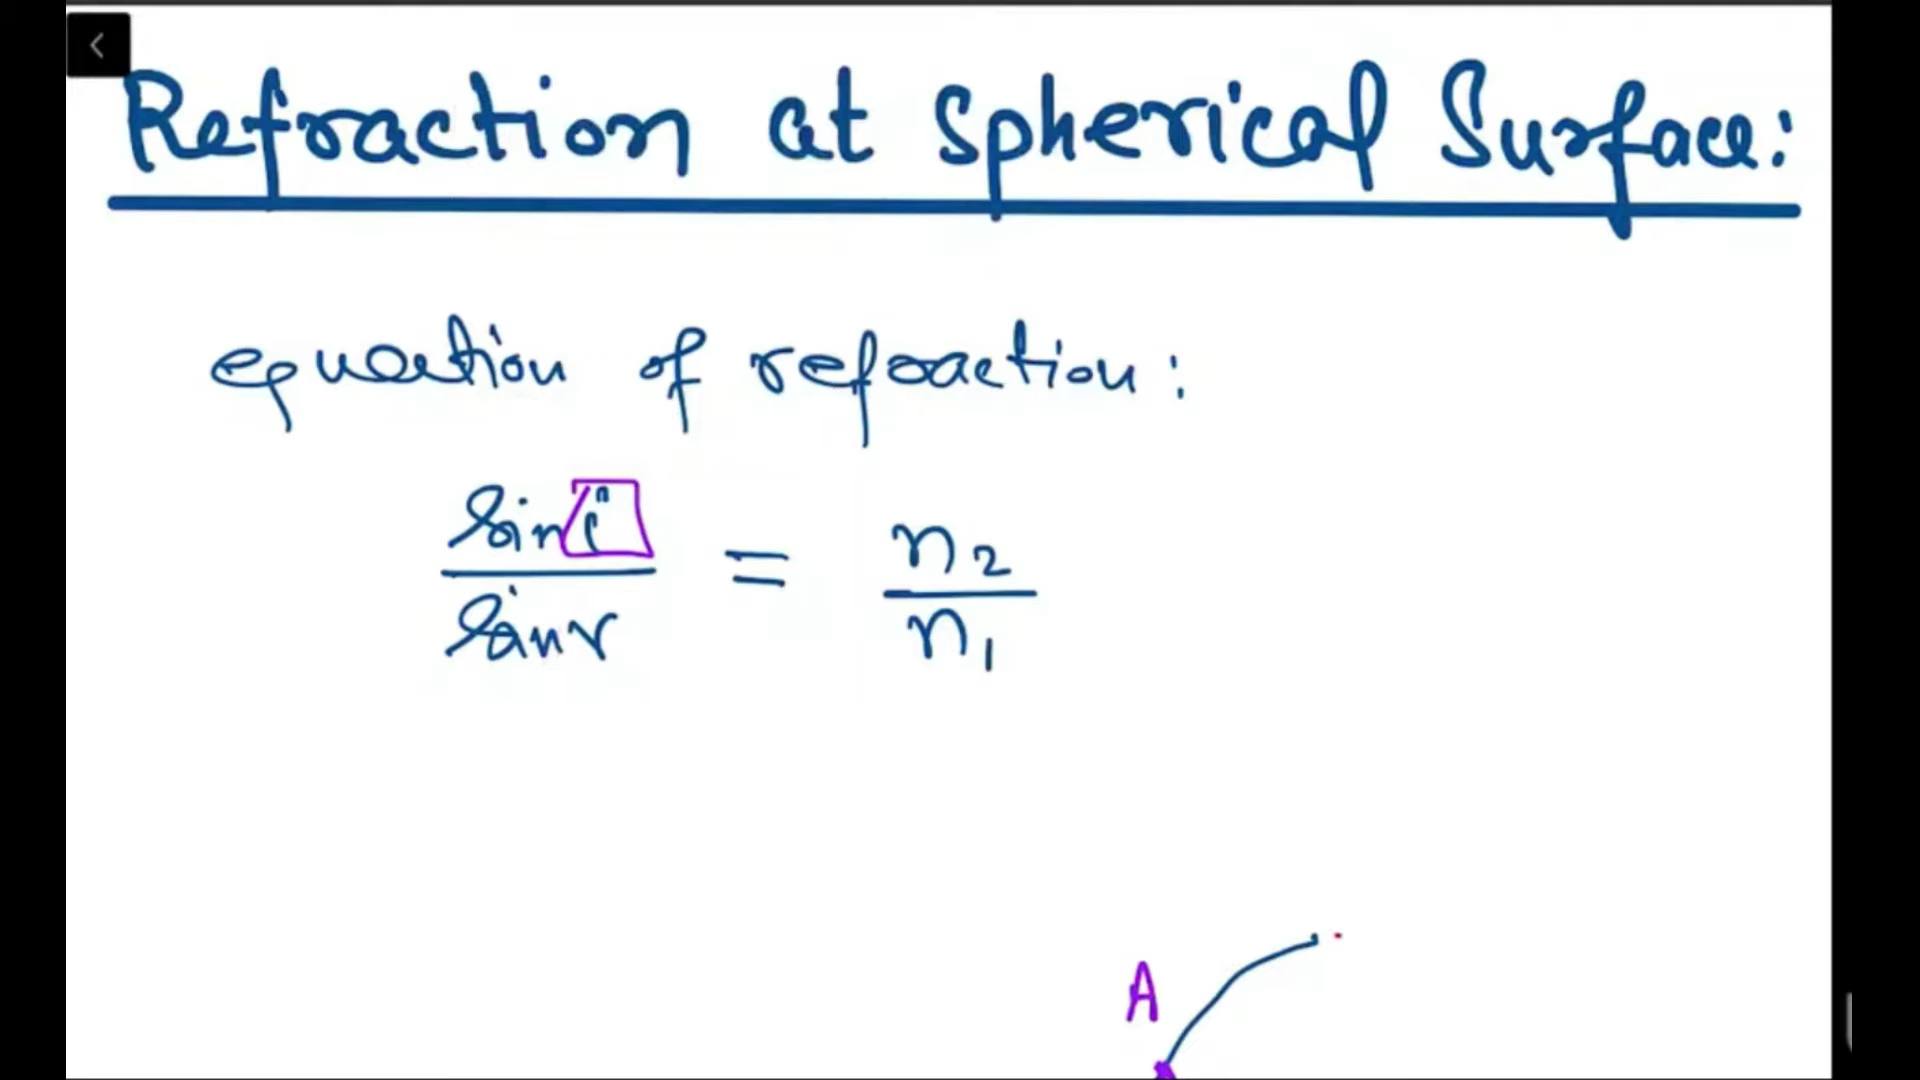 Refraction at Spherical Surface:
equation of refraction:
sin i / sin r = n₂ / n₁
A